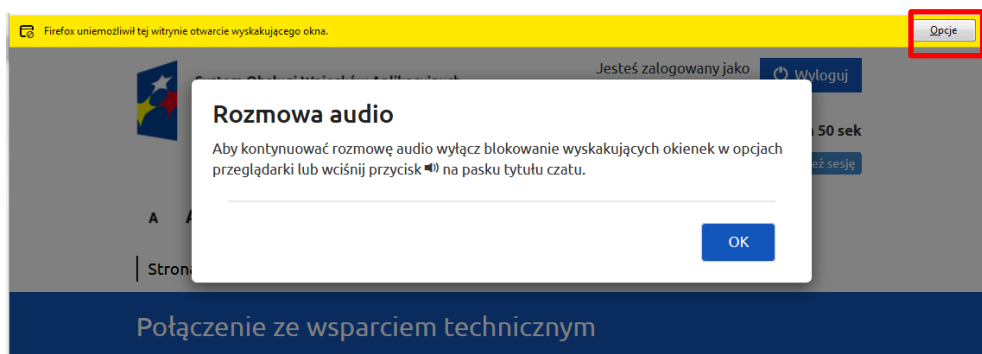 Firefox uniemożliwił tej witrynie otwarcie wyskakującego okna.
Opcje
Jesteś zalogowany jako
Wyloguj
Rozmowa audio
50 sek
Aby kontynuować rozmowę audio wyłącz blokowanie wyskakujących okienek w opcjach
przeglądarki lub wciśnij przycisk na pasku tytułu czatu.
sesję
A
OK
Połączenie ze wsparciem technicznym